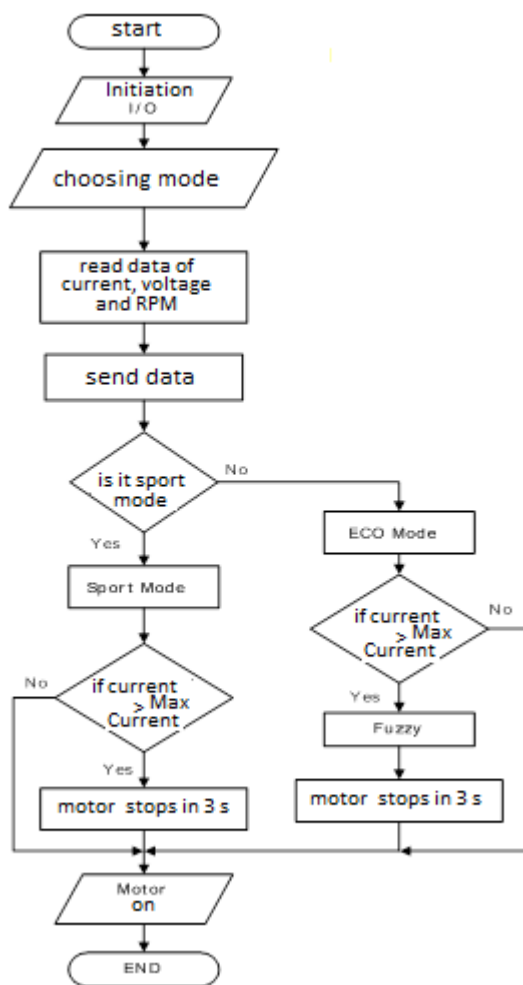 start
Initiation
I/O
choosing mode
read data of
current, voltage
and RPM
send data
is it sport
mode
No
Yes
ECO Mode
Sport Mode
if current
> Max
Current
No
Yes
Fuzzy
motor stops in 3 s
if current
> Max
Current
No
Yes
motor stops in 3 s
Motor
on
END